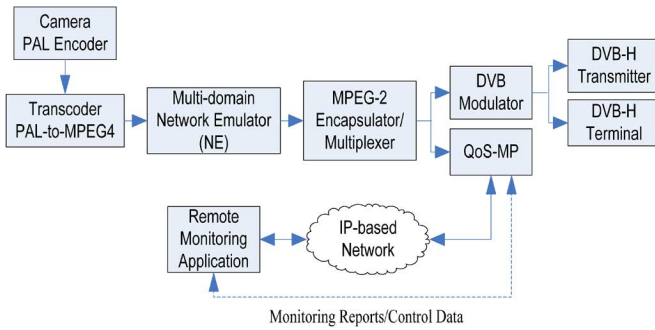 Camera
PAL Encoder
Transcoder
PAL-to-MPEG4
Multi-domain
Network Emulator
(NE)
MPEG-2
Encapsulator/
Multiplexer
DVB
Modulator
QoS-MP
DVB-H
Transmitter
DVB-H
Terminal
Remote
Monitoring
Application
IP-based
Network
Monitoring Reports/Control Data